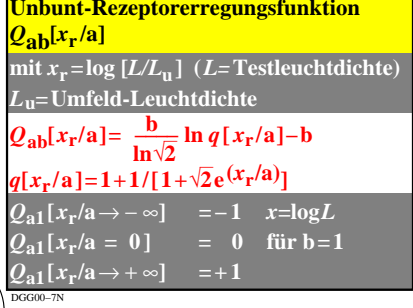 Unbunt-Rezeptorerregungsfunktion
Qab[xr/a]
mit xr=log [L/Lu] (L=Testleuchtdichte)
Lu=Umfeld-Leuchtdichte
Qab[xr/a]= b/ln√2 ln q[xr/a]–b
q[xr/a]=1+1/[1+√2e(xr/a)]
Qa1[xr/a→–∞] =–1 x=logL
Qa1[xr/a = 0] = 0 für b=1
Qa1[xr/a→+∞] =+1
DGG00–7N